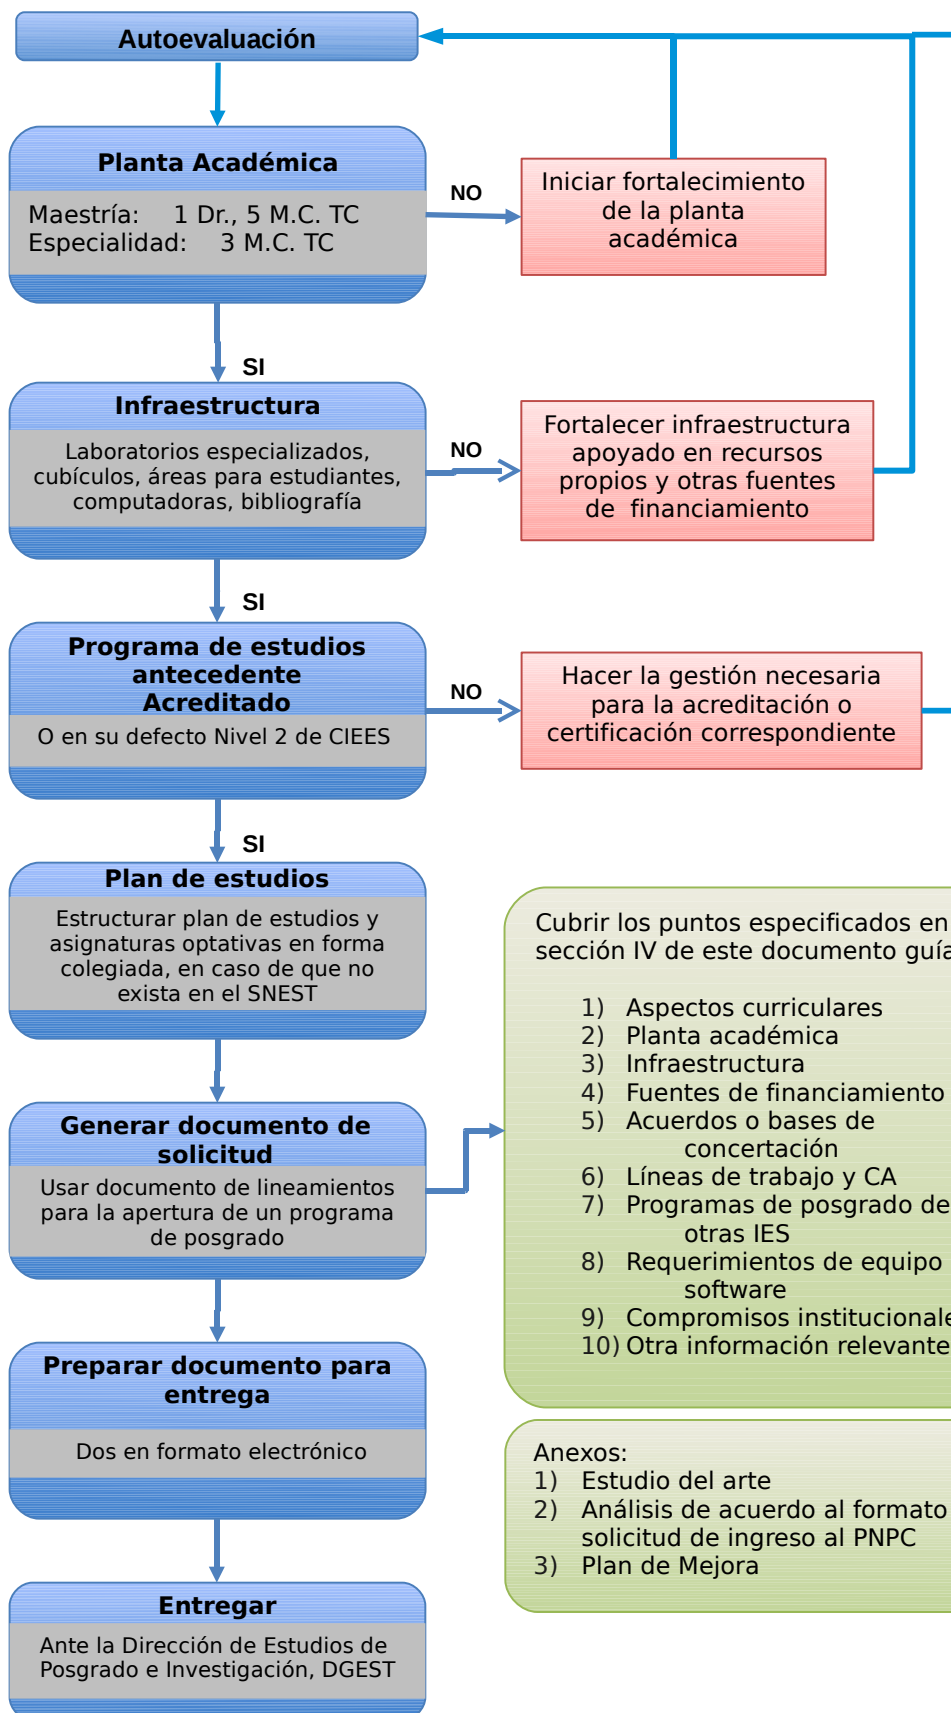 Autoevaluación
Planta Académica
Maestría: 1 Dr., 5 M.C. TC
Especialidad: 3 M.C. TC
NO
Iniciar fortalecimiento
de la planta
académica
SI
Infraestructura
Laboratorios especializados,
cubículos, áreas para estudiantes,
computadoras, bibliografía
NO
Fortalecer infraestructura
apoyado en recursos
propios y otras fuentes
de financiamiento
SI
Programa de estudios
antecedente
Acreditado
O en su defecto Nivel 2 de CIEES
NO
Hacer la gestión necesaria
para la acreditación o
certificación correspondiente
SI
Plan de estudios
Estructurar plan de estudios y
asignaturas optativas en forma
colegiada, en caso de que no
exista en el SNEST
Generar documento de
solicitud
Usar documento de lineamientos
para la apertura de un programa
de posgrado
Cubrir los puntos especificados en
sección IV de este documento guía
1) Aspectos curriculares
2) Planta académica
3) Infraestructura
4) Fuentes de financiamiento
5) Acuerdos o bases de
concertación
6) Líneas de trabajo y CA
7) Programas de posgrado de
otras IES
8) Requerimientos de equipo
software
9) Compromisos institucionale
10) Otra información relevante
Preparar documento para
entrega
Dos en formato electrónico
Anexos:
1) Estudio del arte
2) Análisis de acuerdo al formato
solicitud de ingreso al PNPC
3) Plan de Mejora
Entregar
Ante la Dirección de Estudios de
Posgrado e Investigación, DGEST